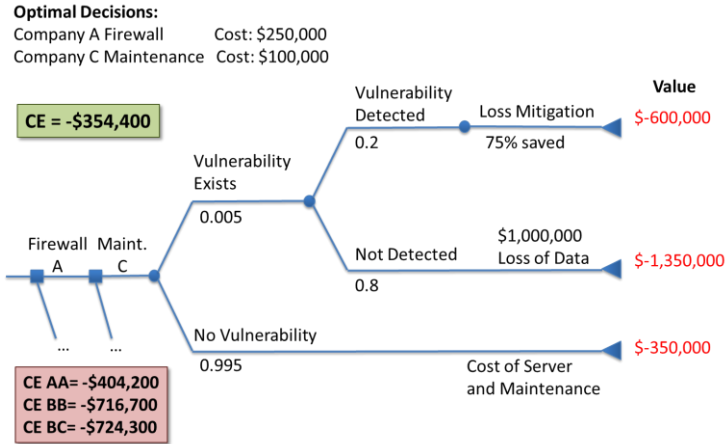 Optimal Decisions:
Company A Firewall Cost: $250,000
Company C Maintenance Cost: $100,000
CE = -$354,400
Vulnerability
Detected
0.2
Loss Mitigation
75% saved
Value
$-600,000
Vulnerability
Exists
0.005
Firewall Maint.
A C
... ...
Not Detected
0.8
$1,000,000
Loss of Data
$-1,350,000
No Vulnerability
0.995
Cost of Server
and Maintenance
$-350,000
CE AA= -$404,200
CE BB= -$716,700
CE BC= -$724,300